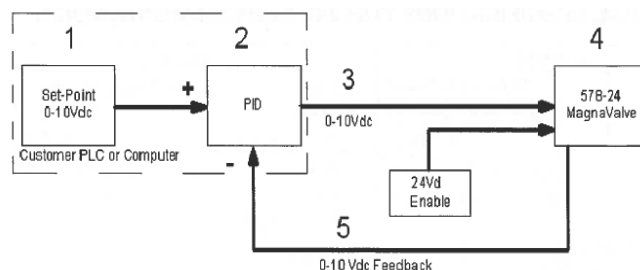 1
2
3
4
Set-Point
0-10Vdc
+
PID
-
0-10Vdc
57B-24
MagnaValve
Customer PLC or Computer
24Vd
Enable
5
0-10 Vdc Feedback